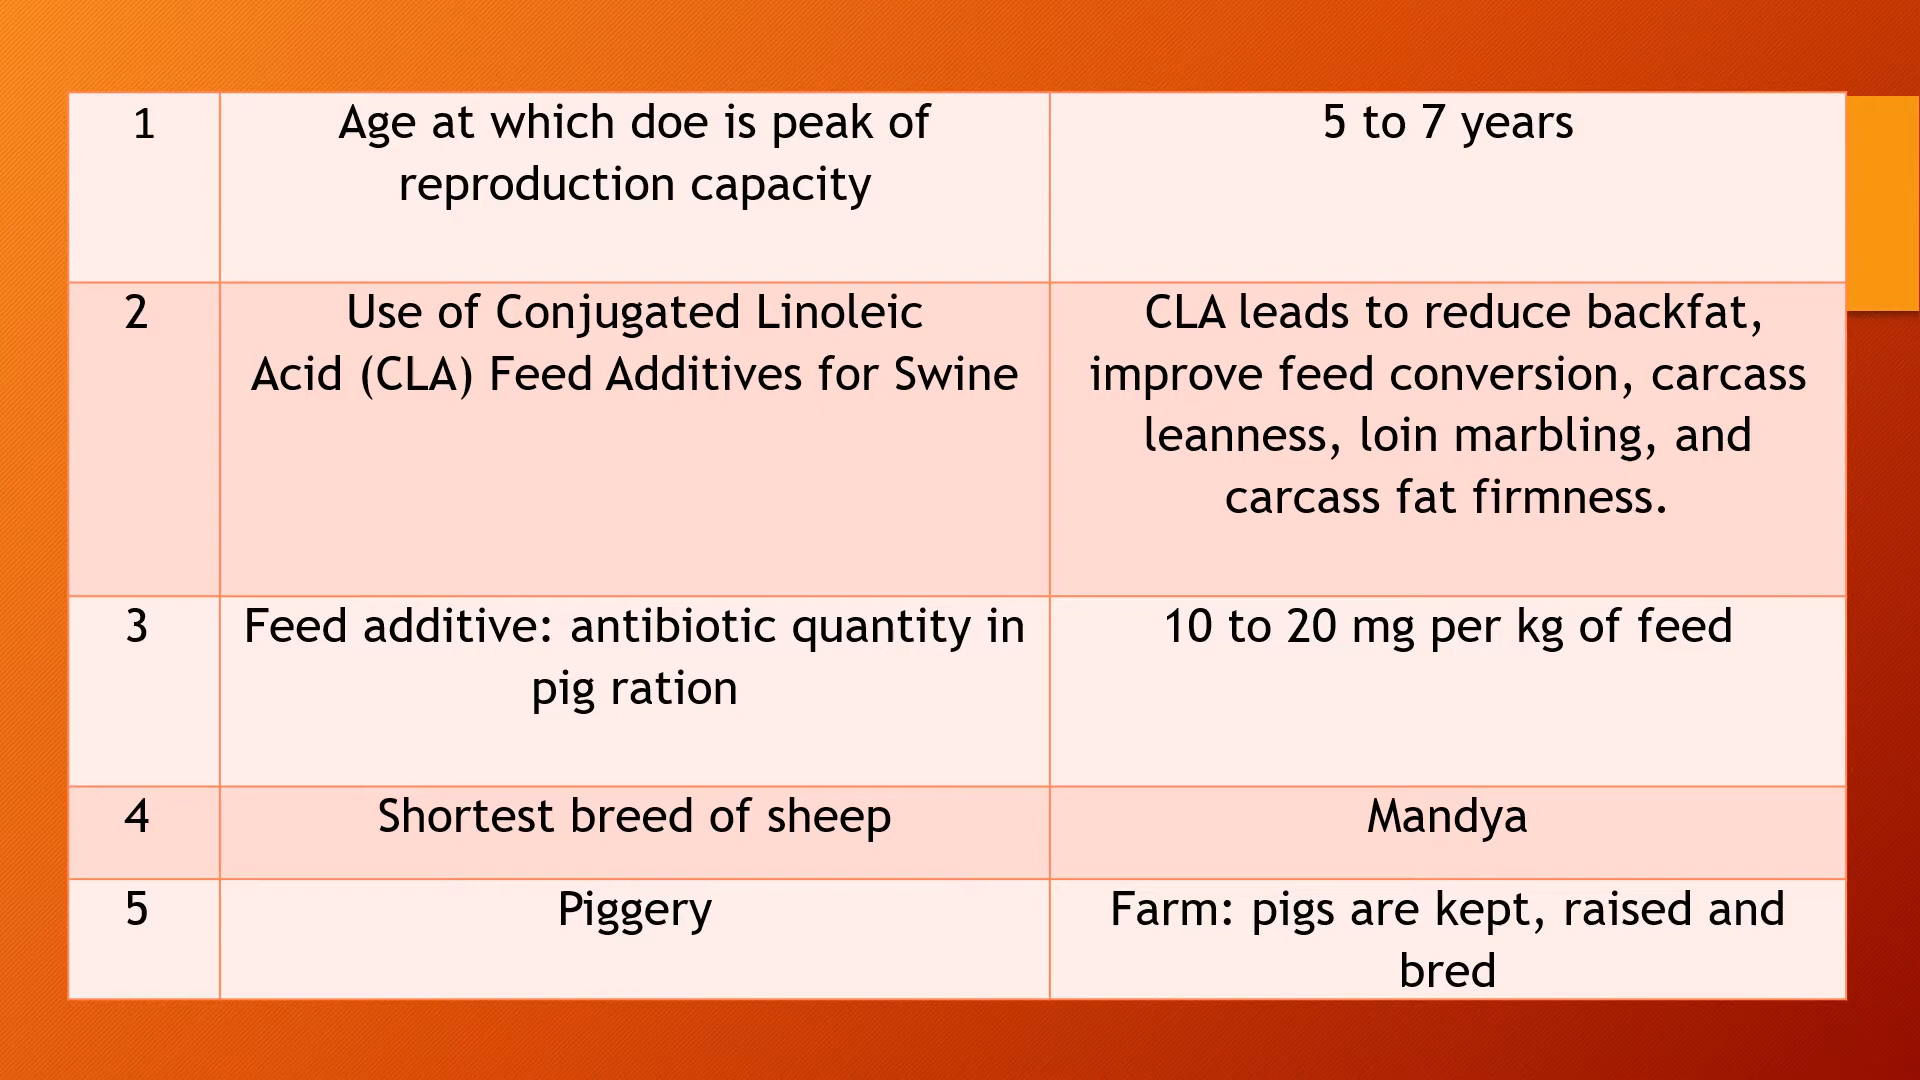 1
Age at which doe is peak of
reproduction capacity
5 to 7 years
2
Use of Conjugated Linoleic
Acid (CLA) Feed Additives for Swine
CLA leads to reduce backfat,
improve feed conversion, carcass
leanness, loin marbling, and
carcass fat firmness.
3
Feed additive: antibiotic quantity in
pig ration
10 to 20 mg per kg of feed
4
Shortest breed of sheep
Mandya
5
Piggery
Farm: pigs are kept, raised and
bred